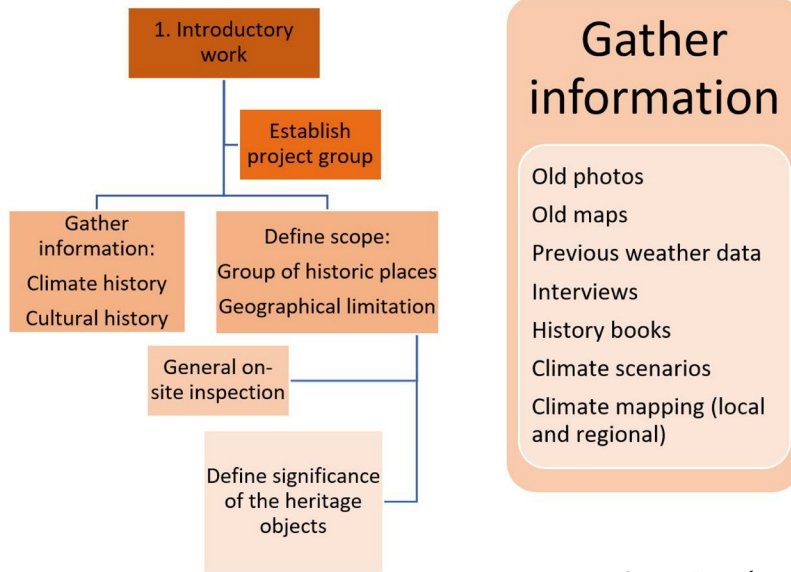 1. Introductory
work
Establish
project group
Gather
information:
Climate history
Cultural history
Define scope:
Group of historic places
Geographical limitation
General on-
site inspection
Define significance
of the heritage
objects
Gather
information
Old photos
Old maps
Previous weather data
Interviews
History books
Climate scenarios
Climate mapping (local
and regional)